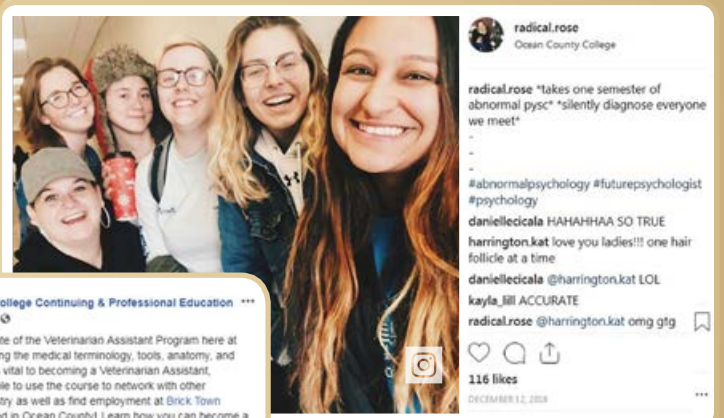 radical.rose
Ocean County College
radical.rose *takes one semester of
abnormal pysc* *silently diagnose everyone
we meet*
-
-
-
#abnormalpsychology #futurepsychologist
#psychology
daniellecicala HAHAHHAA SO TRUE
harrington.kat love you ladies!!! one hair
follicle at a time
daniellecicala @harrington.kat LOL
kayla_lill ACCURATE
radical.rose @harrington.kat omg gtg
116 likes
DECEMBER 12, 2018
ollege Continuing & Professional Education
te of the Veterinarian Assistant Program here at
ng the medical terminology, tools, anatomy, and
vital to becoming a Veterinarian Assistant,
le to use the course to network with other
try as well as find employment at Brick Town
ed in Ocean County! Learn how you can become a